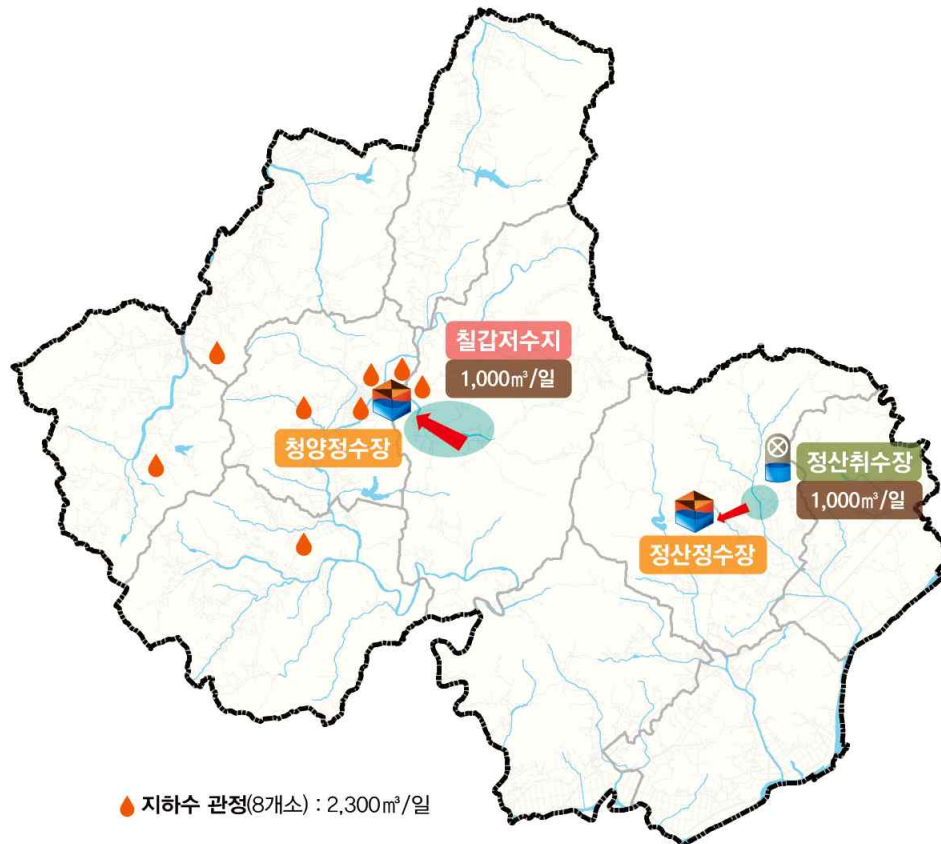 칠갑저수지
1,000㎥/일
청양정수장
정산취수장
1,000㎥/일
정산정수장
지하수 관정(8개소) : 2,300㎥/일